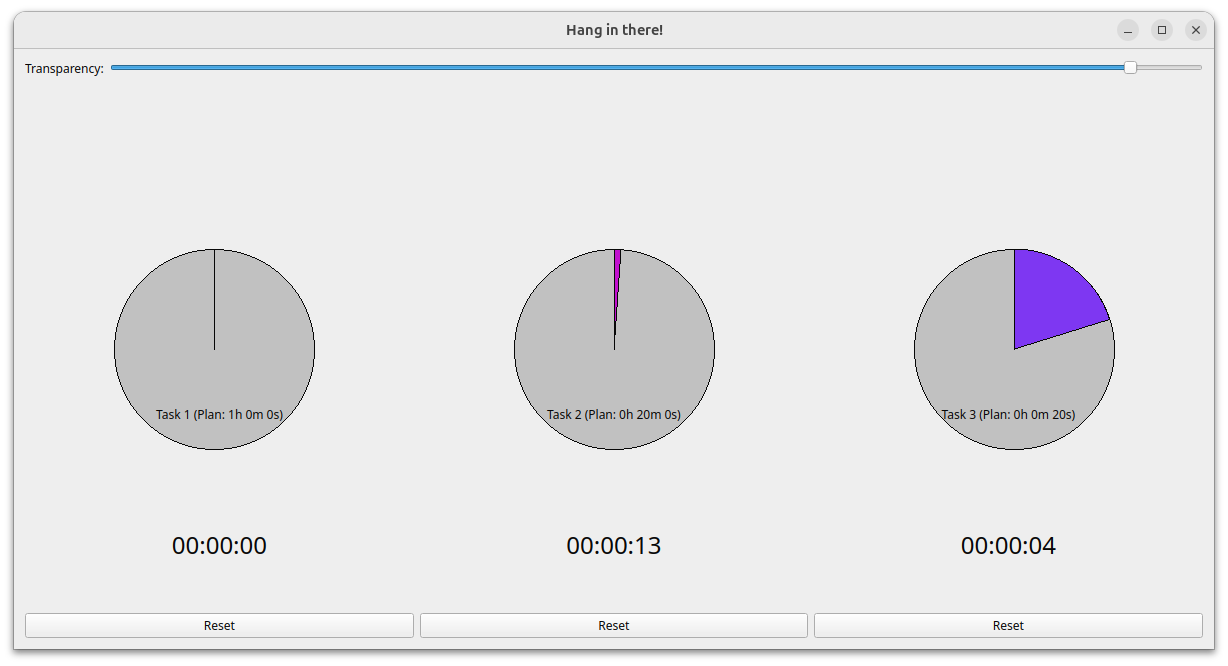 Hang in there!
Transparency:
Task 1 (Plan: 1h 0m 0s)
Task 2 (Plan: 0h 20m 0s)
Task 3 (Plan: 0h 0m 20s)
00:00:00
00:00:13
00:00:04
Reset
Reset
Reset